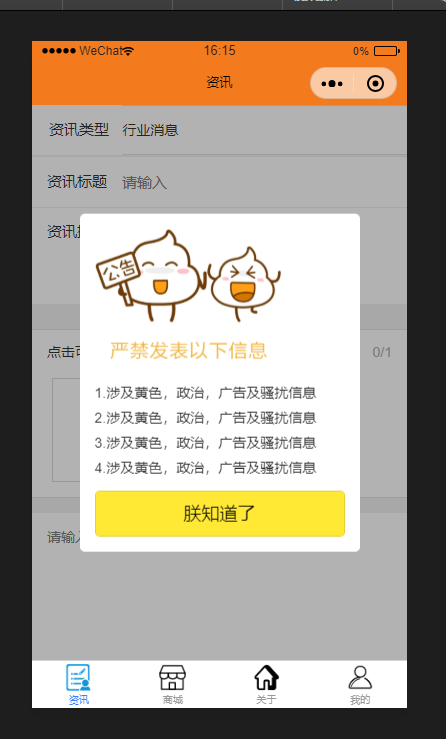 WeChat
16:15
0%
资讯
资讯类型 行业消息
资讯标题 请输入
资讯
公告
严禁发表以下信息
点击
0/1
1.涉及黄色，政治，广告及骚扰信息
2.涉及黄色，政治，广告及骚扰信息
3.涉及黄色，政治，广告及骚扰信息
4.涉及黄色，政治，广告及骚扰信息
朕知道了
请输
资讯 商城 关于 我的